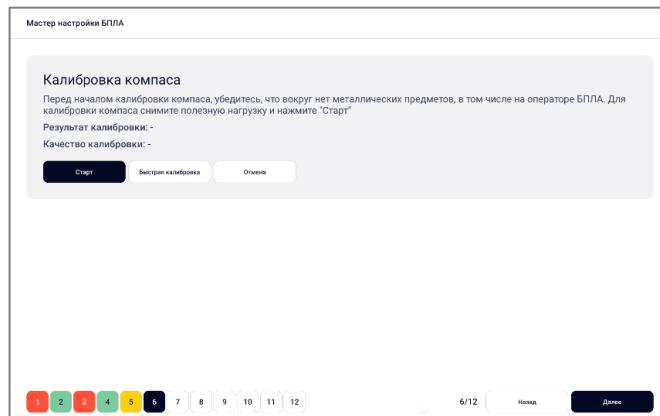 Мастер настройки БПЛА
Калибровка компаса
Перед началом калибровки компаса, убедитесь, что вокруг нет металлических предметов, в том числе на операторе БПЛА. Для
калибровки компаса снимите полезную нагрузку и нажмите "Старт"
Результат калибровки: -
Качество калибровки: -
Старт Быстрая калибровка Отмена
1 2 3 4 5 6 7 8 9 10 11 12 6/12 Назад Далее